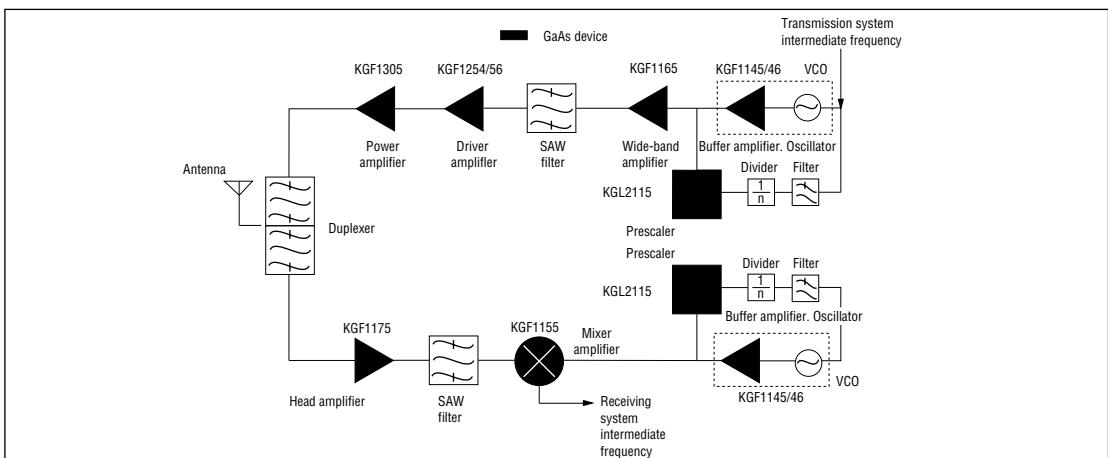 GaAs device
Transmission system
intermediate frequency
KGF1305
KGF1254/56
KGF1165
KGF1145/46
VCO
Power
amplifier
Driver
amplifler
SAW
filter
Wide-band
amplifier
Buffer amplifier. Oscillator
Antenna
Duplexer
KGL2115
Divider
Filter
1
n
Prescaler
Prescaler
KGL2115
Divider
Filter
1
n
Buffer amplifier. Oscillator
KGF1175
KGF1155
Mixer
amplifier
Head amplifier
SAW
filter
Receiving
system
intermediate
frequency
VCO
KGF1145/46